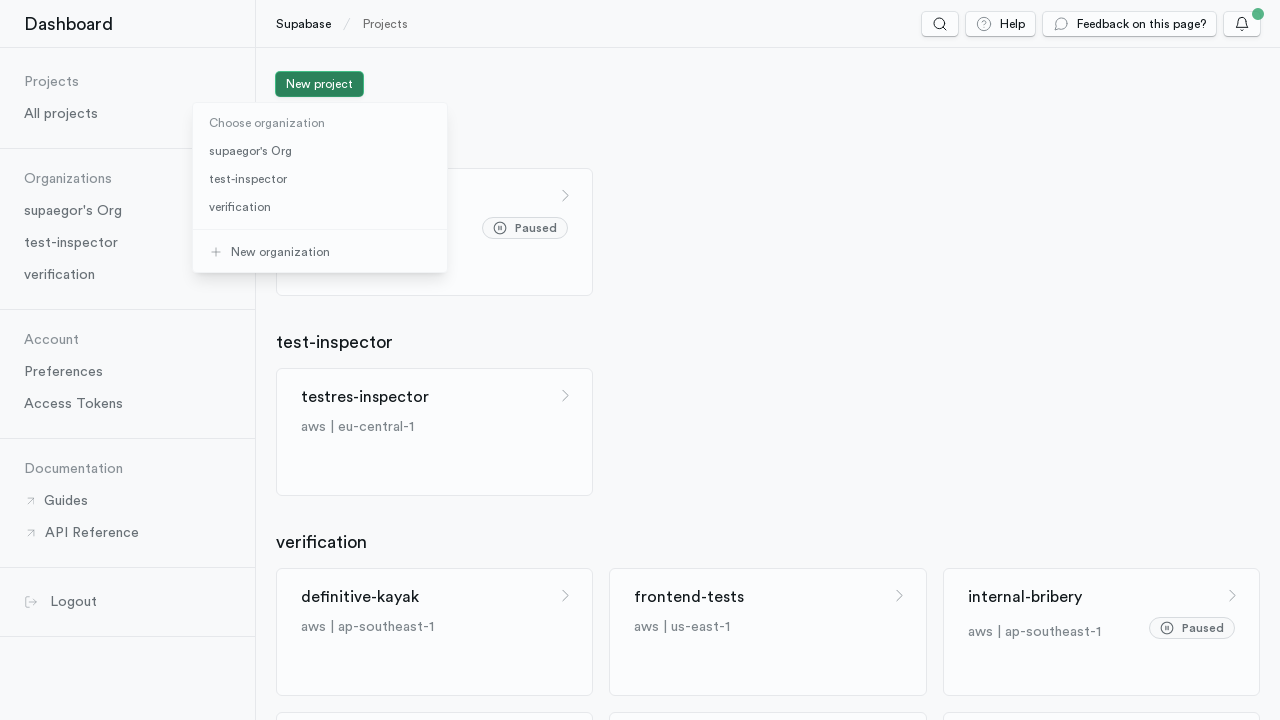 Dashboard
Supabase
Projects
Help
Feedback on this page?
Projects
All projects
Organizations
supaegor's Org
test-inspector
verification
Account
Preferences
Access Tokens
Documentation
Guides
API Reference
Logout
New project
Choose organization
supaegor's Org
test-inspector
verification
New organization
Paused
test-inspector
testres-inspector
aws | eu-central-1
verification
definitive-kayak
aws | ap-southeast-1
frontend-tests
aws | us-east-1
internal-bribery
aws | ap-southeast-1
Paused